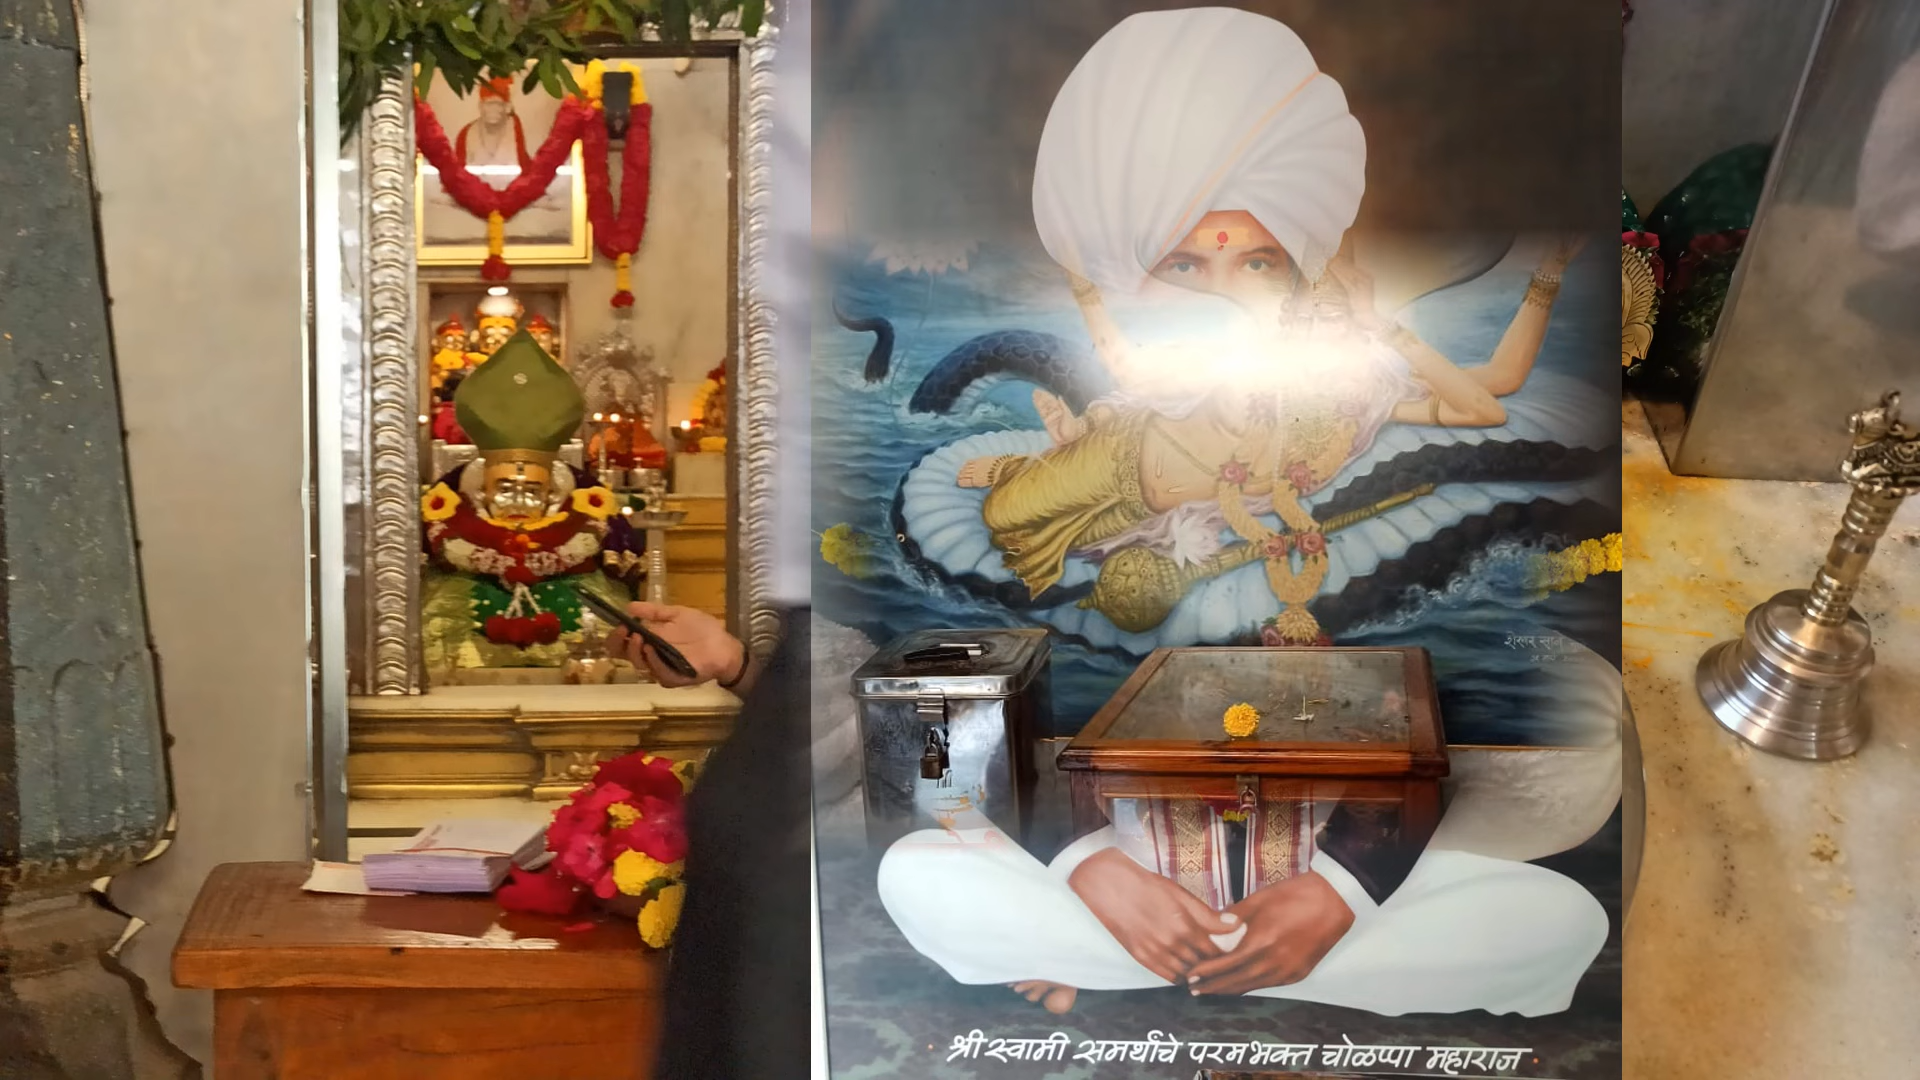 श्री स्वामी समर्थांचे परमभक्त चोळप्पा महाराज